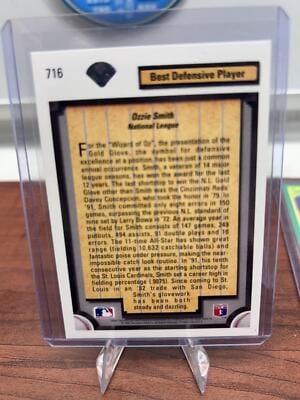 716
Best Defensive Player
Ozzie Smith
National League
For the "Wizard of Oz", the presentation of the
Gold Glove, the symbol for defensive
excellence at a position, has been just a common
annual occurrance. Smith, a veteran of 14 major
league seasons, has won the award for the last
12 years. The last shortstop to win the N.L. Gold
Glove other than Smith was the Cincinnati Reds'
Davey Concepcion, who took the honor in '79. In
'91, Smith committed only eight errors in 150
games, surpassing the previous N.L. standard of
nine set by Larry Bowa in '72. An average year in
the field for Smith consists of 147 games, 249
putouts, 494 assists, 91 double plays and 16
errors. The 11-time All-Star has shown great
range (fielding 10,632 catchable balls) and
fantastic poise under pressure, making the near-
impossible catch look routine. In '91, his tenth
consecutive year as the starting shortstop for
the St. Louis Cardinals, Smith set a career high in
fielding percentage (.9875). Since coming to St.
Louis in an '82 trade with San Diego,
Smith's glovework has
been both
steady and dazzling.